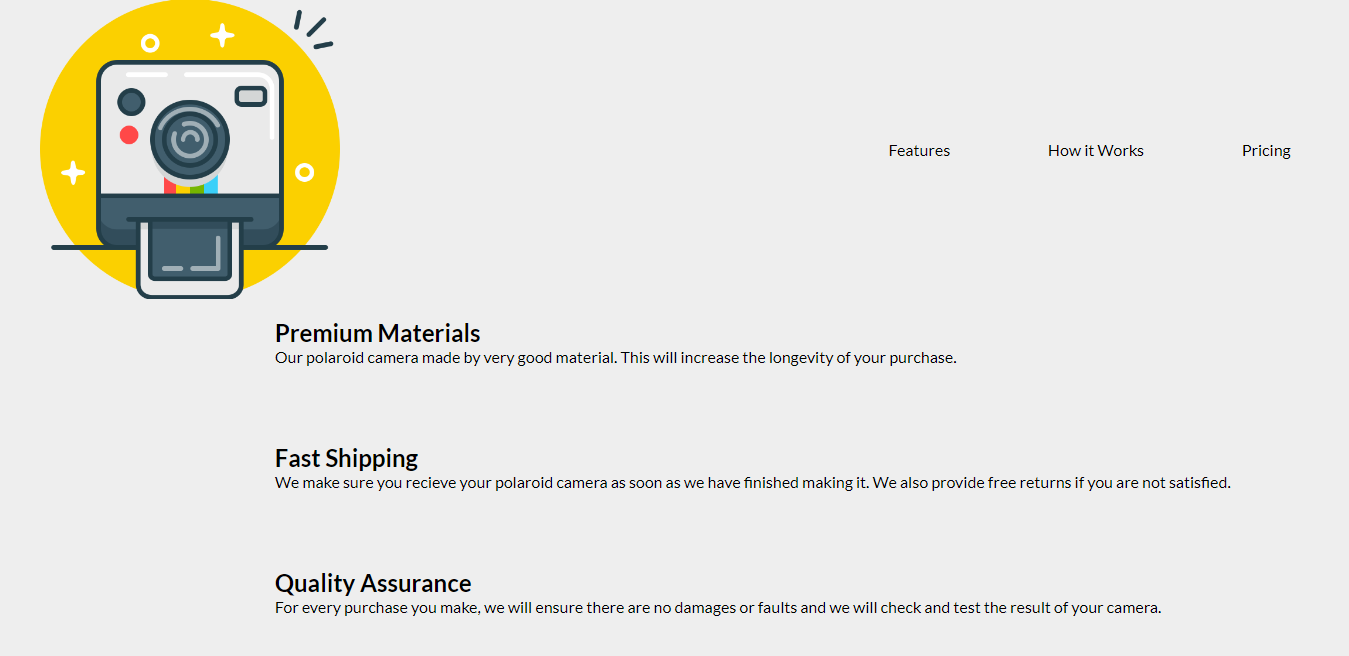 Features How it Works Pricing
Premium Materials
Our polaroid camera made by very good material. This will increase the longevity of your purchase.
Fast Shipping
We make sure you recieve your polaroid camera as soon as we have finished making it. We also provide free returns if you are not satisfied.
Quality Assurance
For every purchase you make, we will ensure there are no damages or faults and we will check and test the result of your camera.